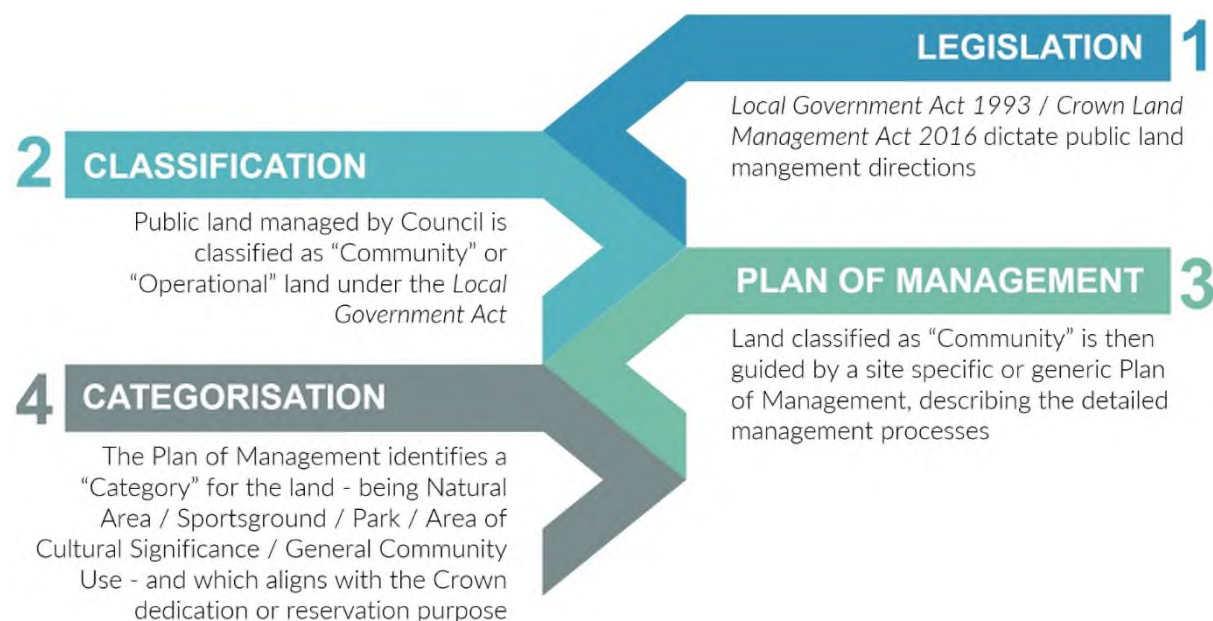 LEGISLATION 1
Local Government Act 1993 / Crown Land
Management Act 2016 dictate public land
mangement directions
2 CLASSIFICATION
Public land managed by Council is
classified as “Community” or
“Operational” land under the Local
Government Act
PLAN OF MANAGEMENT 3
Land classified as “Community” is then
guided by a site specific or generic Plan
of Management, describing the detailed
management processes
4 CATEGORISATION
The Plan of Management identifies a
“Category” for the land - being Natural
Area / Sportsground / Park / Area of
Cultural Significance / General Community
Use - and which aligns with the Crown
dedication or reservation purpose